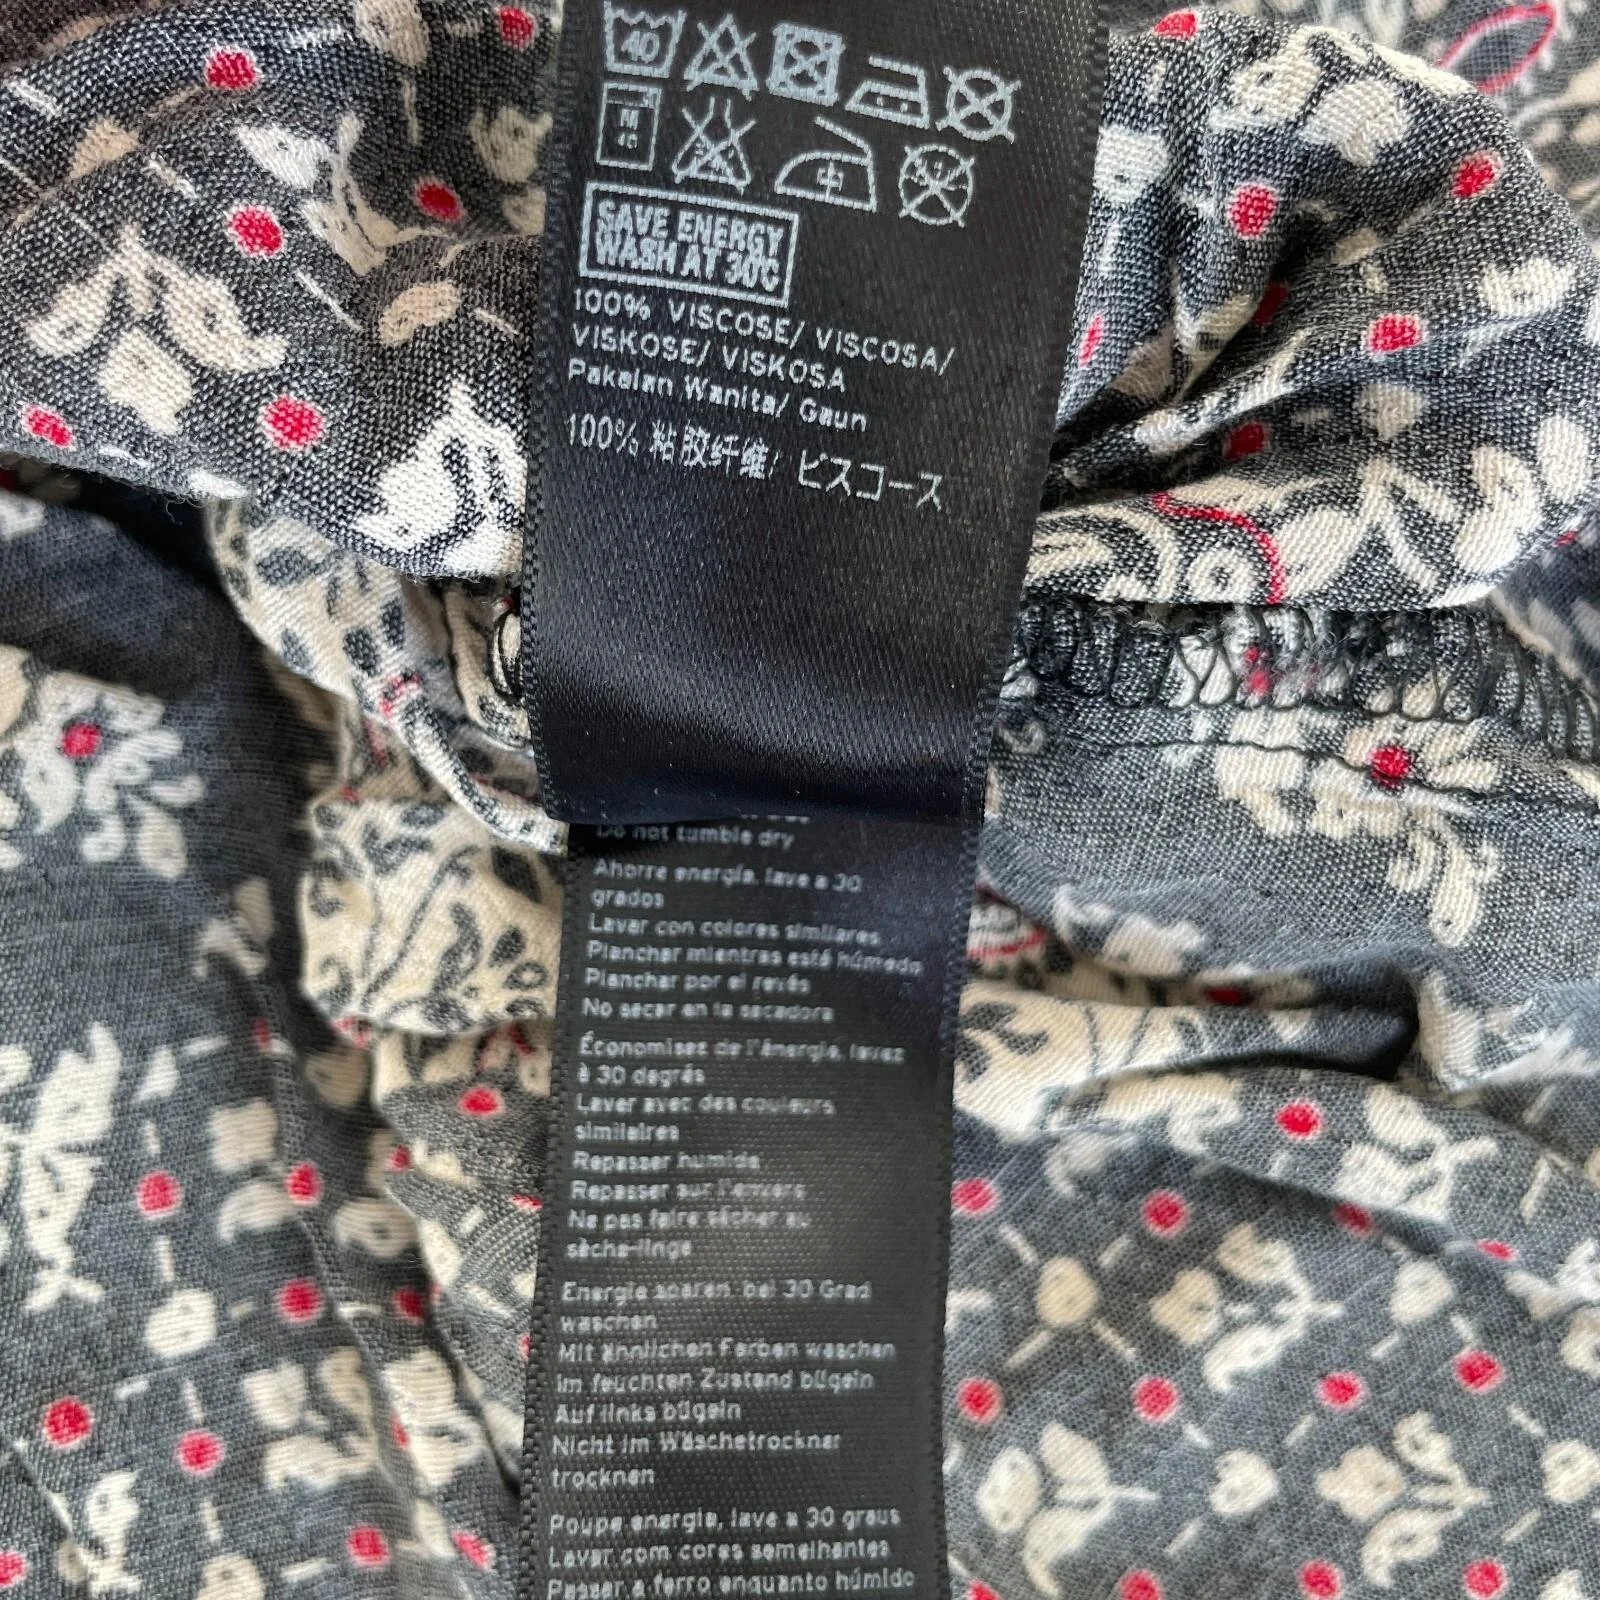 40
M
40
中
SAVE ENERGY
WASH AT 30°C
100% VISCOSE/ VISCOSA/
VISKOSE/ VISKOSA
Pakaian Wanita/ Gaun
100% 粘胶纤维/ ビスコース
Do not tumble dry
Ahorre energía, lave a 30
grados
Lavar con colores similares
Planchar mientras esté húmedo
Planchar por el revés
No secar en la secadora
Économisez de l'énergie, lavez
à 30 degrés
Laver avec des couleurs
similaires
Repasser humide
Repasser sur l'envers
Ne pas faire sécher au
sèche-linge
Energie sparen, bei 30 Grad
waschen
Mit ähnlichen Farben waschen
Im feuchten Zustand bügeln
Auf links bügeln
Nicht im Wäschetrockner
trocknen
Poupe energia, lave a 30 graus
Lavar com cores semelhantes
Passar a ferro enquanto húmido